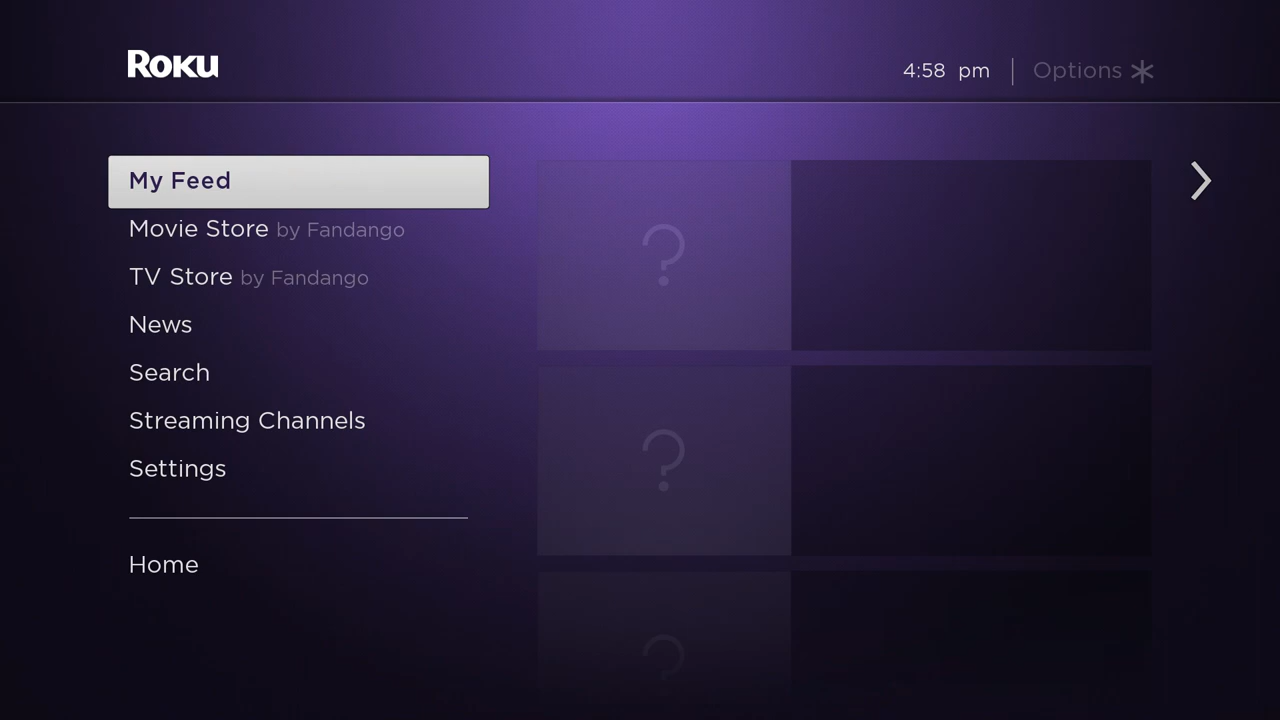 ROKU
4:58 pm | Options *
My Feed
Movie Store by Fandango
TV Store by Fandango
News
Search
Streaming Channels
Settings
Home
?
?
?